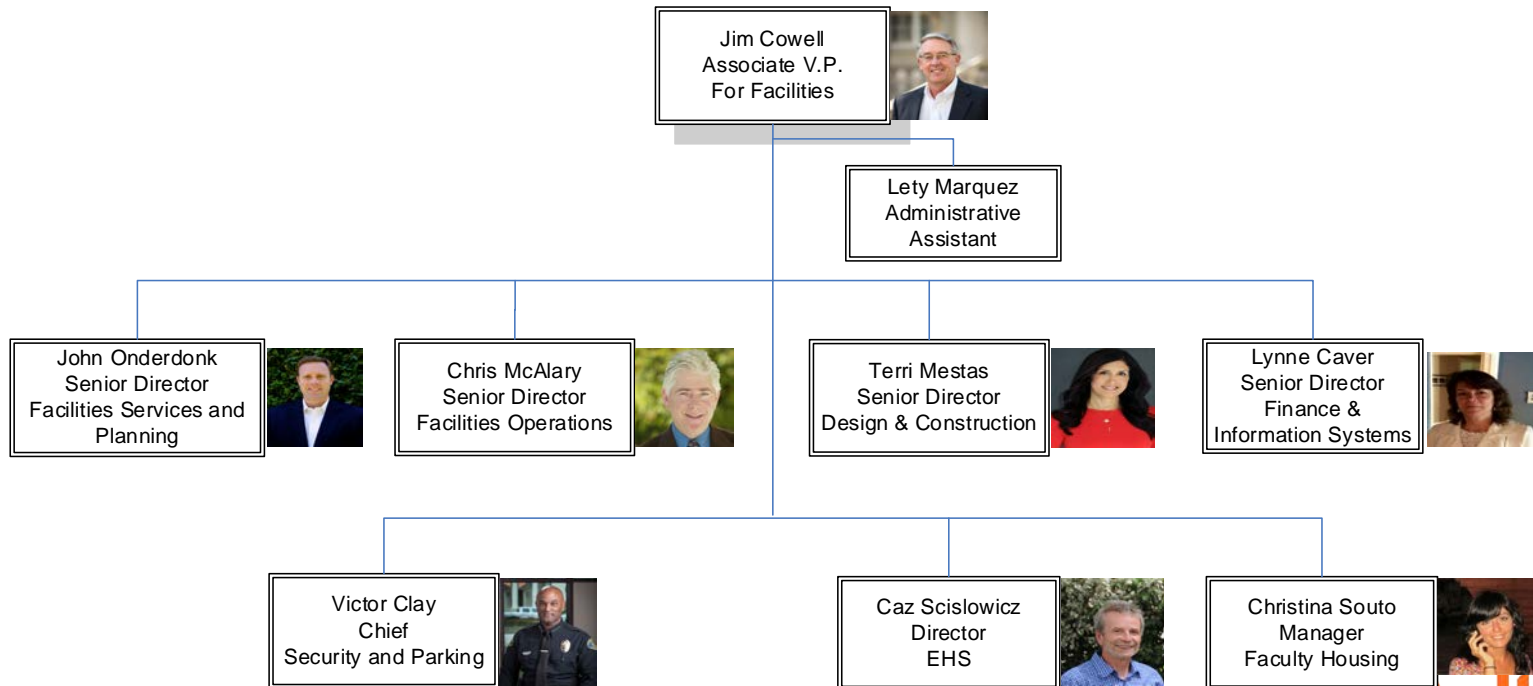 Jim Cowell
Associate V.P.
For Facilities
Lety Marquez
Administrative
Assistant
John Onderdonk
Senior Director
Facilities Services and
Planning
Chris McAlary
Senior Director
Facilities Operations
Terri Mestas
Senior Director
Design & Construction
Lynne Caver
Senior Director
Finance &
Information Systems
Victor Clay
Chief
Security and Parking
Caz Scislowicz
Director
EHS
Christina Souto
Manager
Faculty Housing